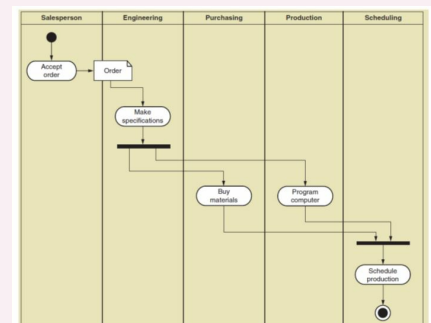 Salesperson
Engineering
Purchasing
Production
Scheduling
Accept
order
Order
Make
specifications
Buy
materials
Program
computer
Schedule
production